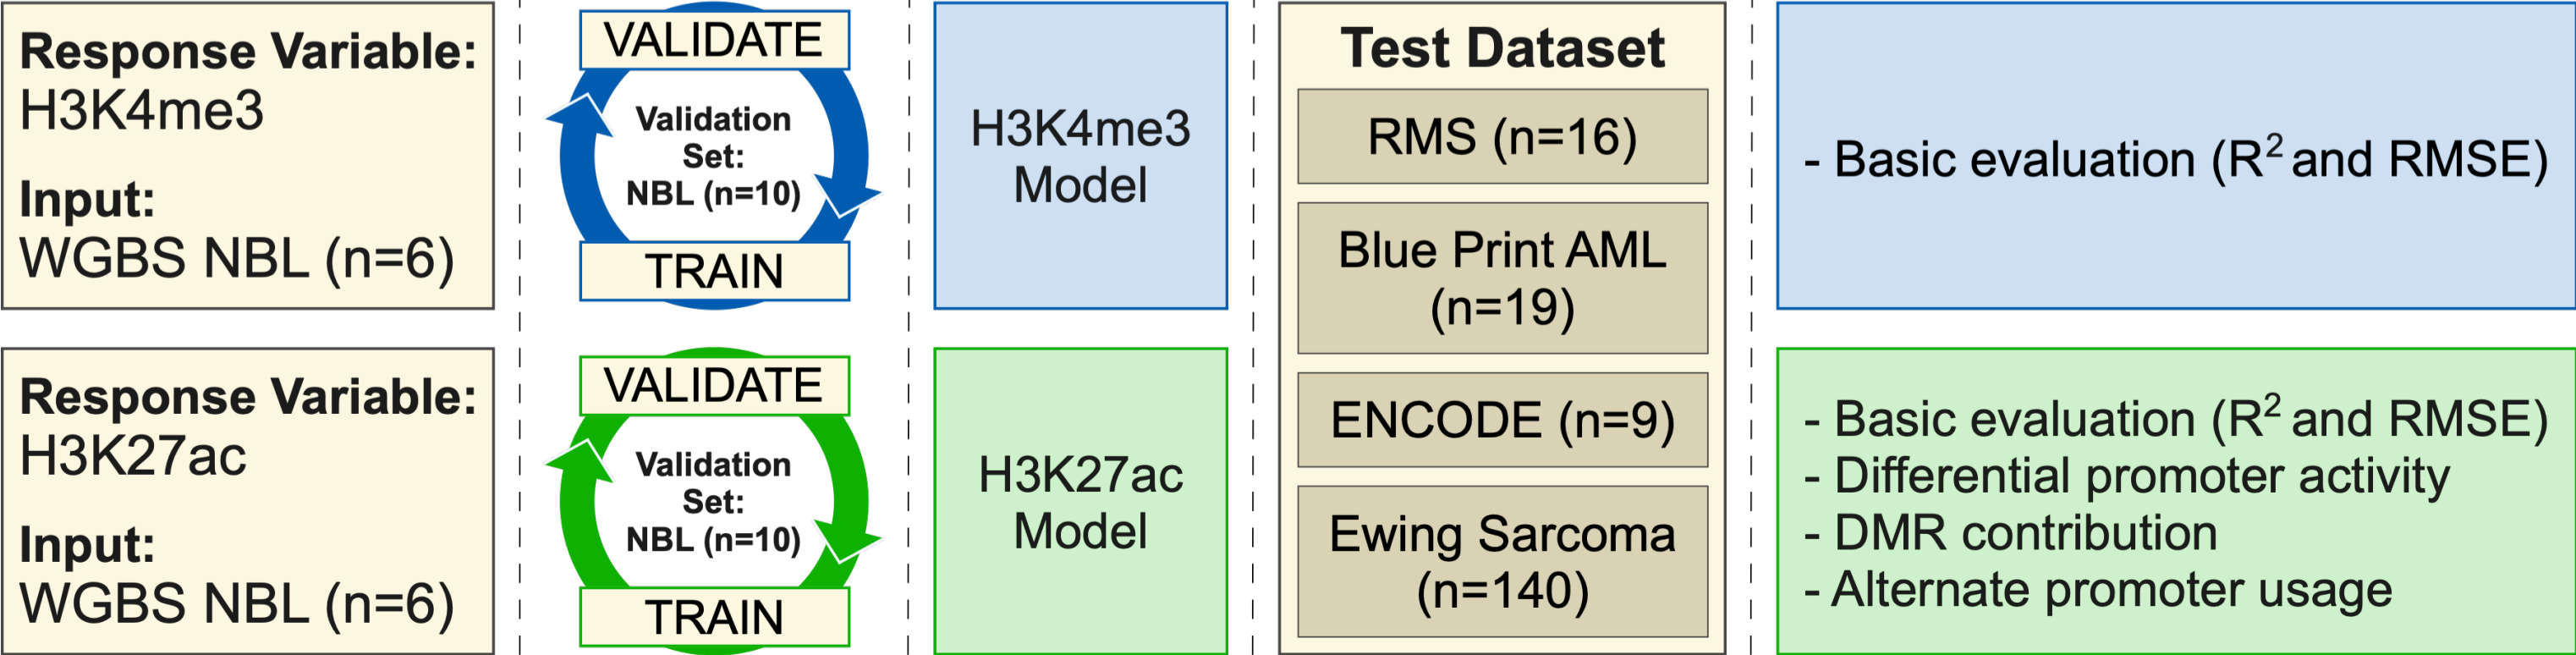 Response Variable:
H3K4me3
Input:
WGBS NBL (n=6)
VALIDATE
Validation
Set:
NBL (n=10)
TRAIN
H3K4me3
Model
Response Variable:
H3K27ac
Input:
WGBS NBL (n=6)
VALIDATE
Validation
Set:
NBL (n=10)
TRAIN
H3K27ac
Model
Test Dataset
RMS (n=16)
Blue Print AML
(n=19)
ENCODE (n=9)
Ewing Sarcoma
(n=140)
- Basic evaluation (R² and RMSE)
- Basic evaluation (R² and RMSE)
- Differential promoter activity
- DMR contribution
- Alternate promoter usage